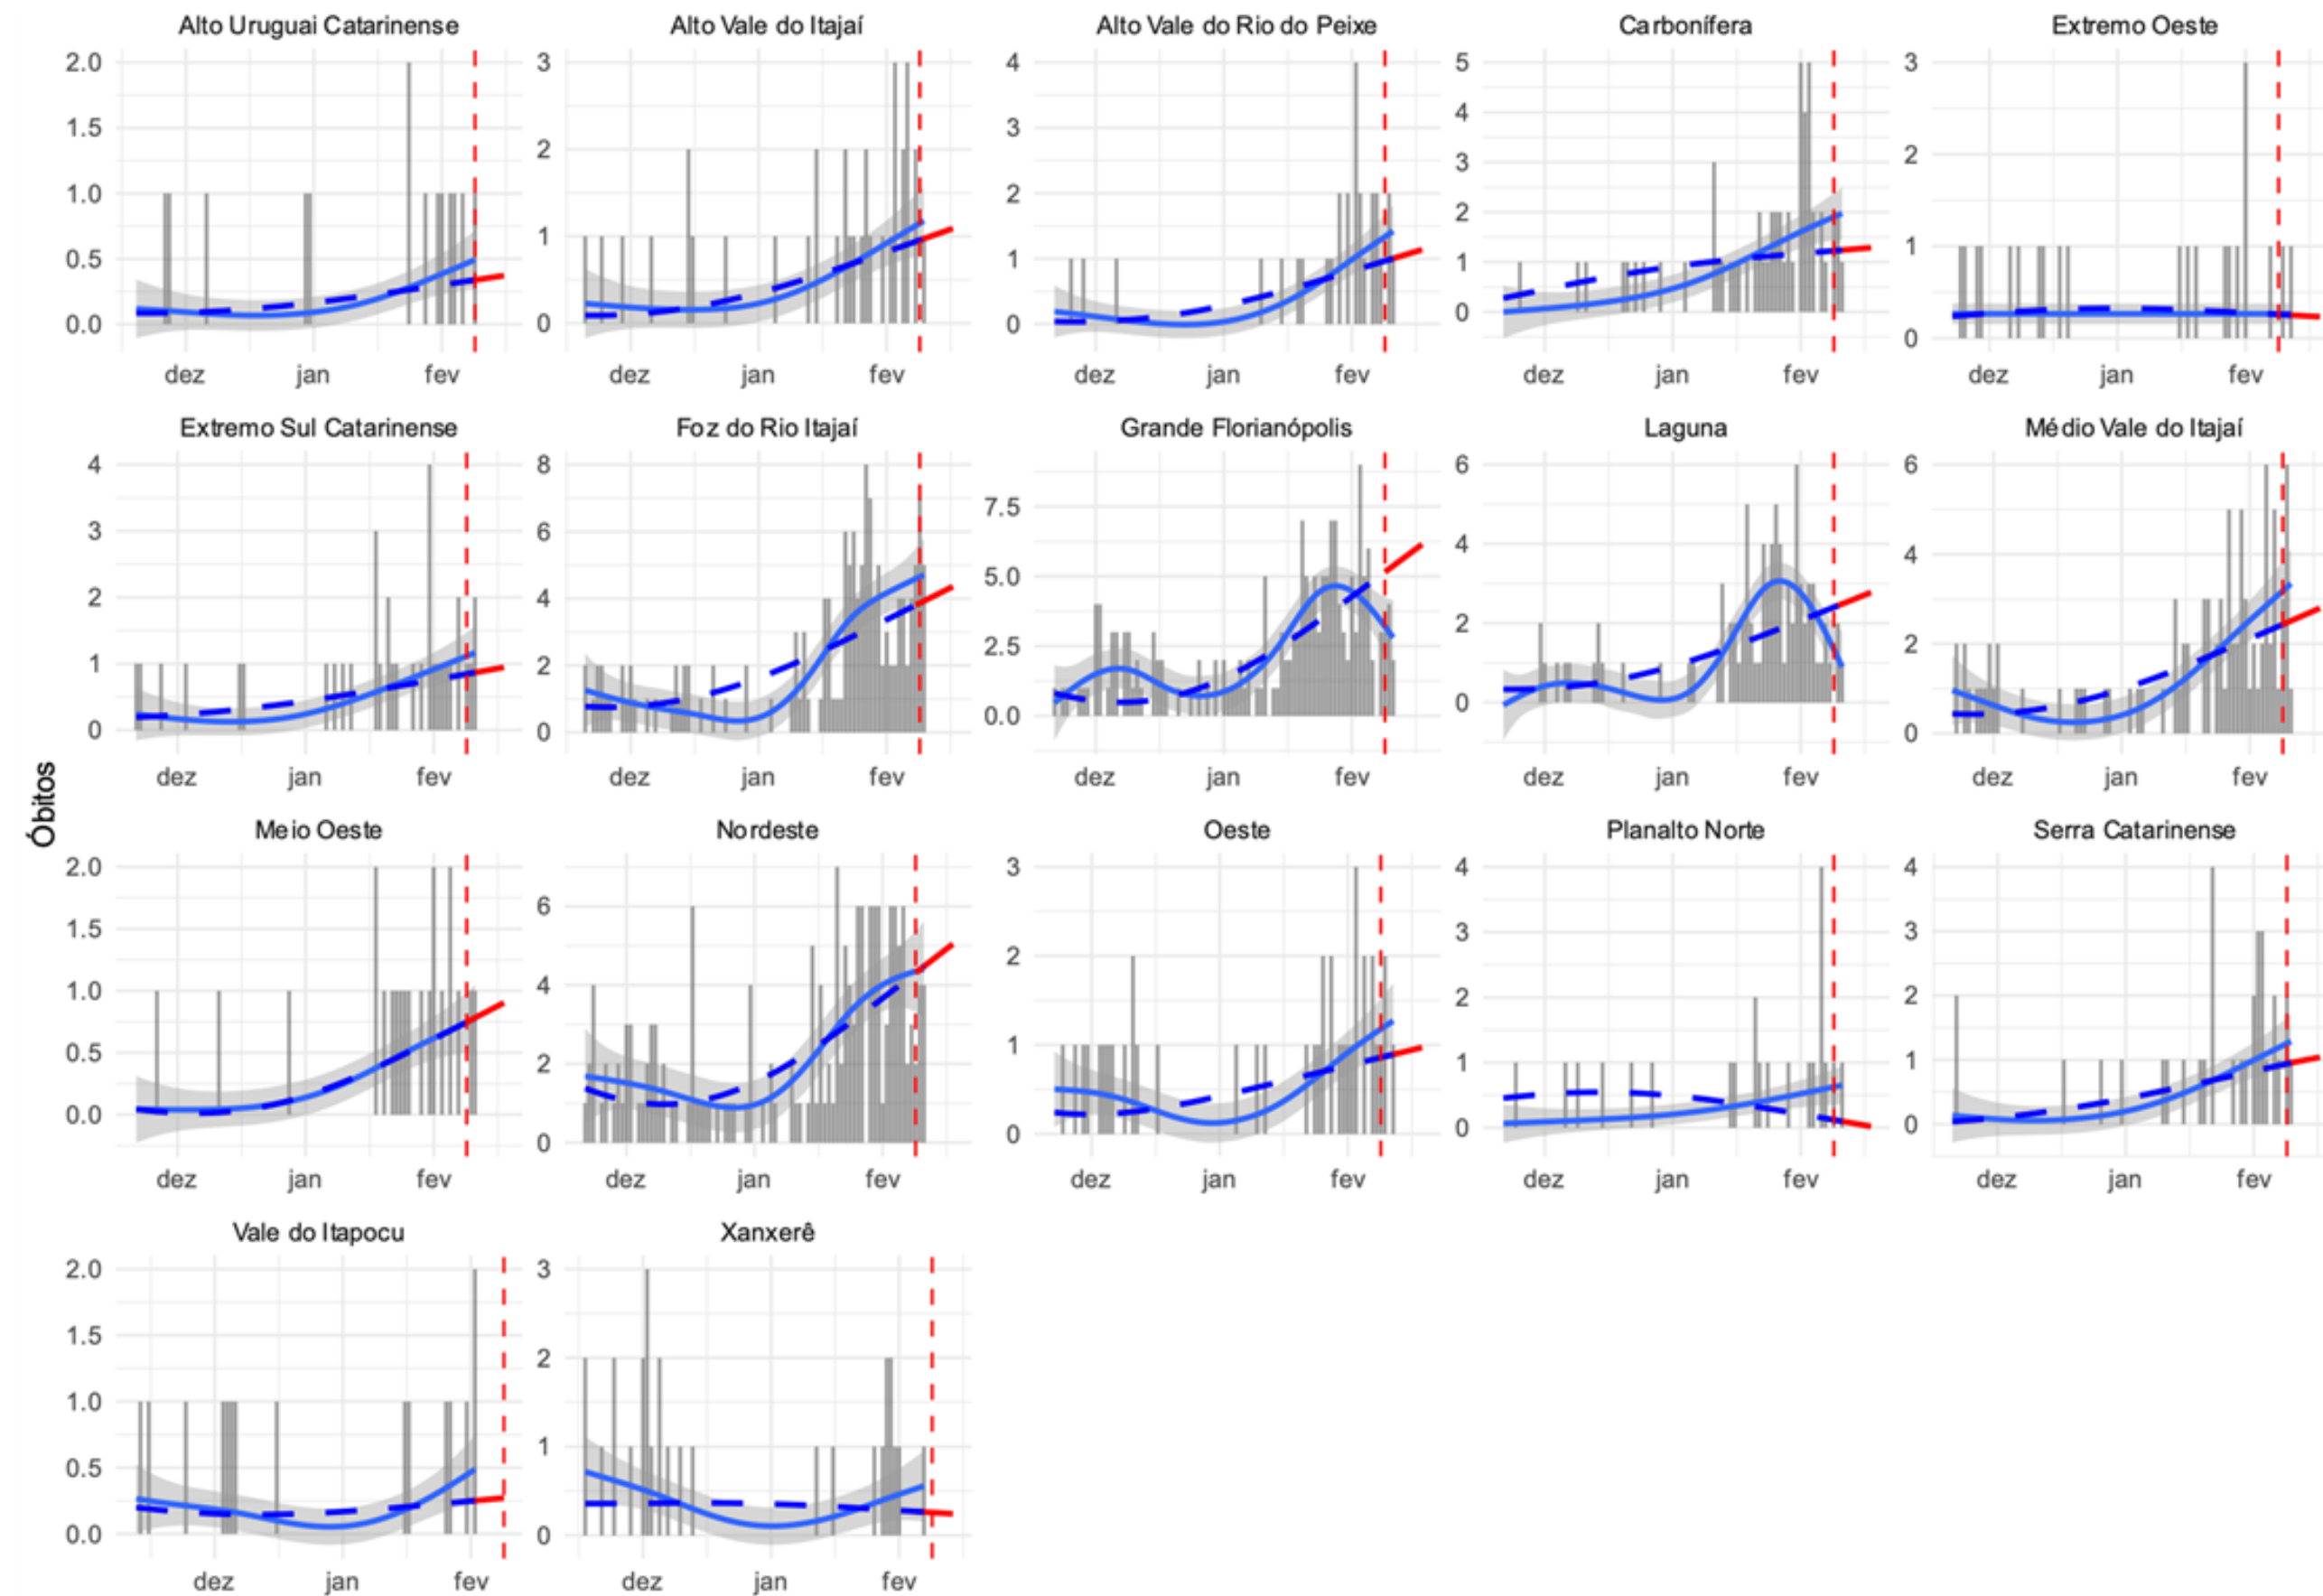 Óbitos
Alto Uruguai Catarinense
2.0
1.5
1.0
0.5
0.0
dez jan fev
Alto Vale do Itajaí
3
2
1
0
dez jan fev
Alto Vale do Rio do Peixe
4
3
2
1
0
dez jan fev
Carbonífera
5
4
3
2
1
0
dez jan fev
Extremo Oeste
3
2
1
0
dez jan fev
Extremo Sul Catarinense
4
3
2
1
0
dez jan fev
Foz do Rio Itajaí
8
6
4
2
0
dez jan fev
Grande Florianópolis
7.5
5.0
2.5
0.0
dez jan fev
Laguna
6
4
2
0
dez jan fev
Médio Vale do Itajaí
6
4
2
0
dez jan fev
Meio Oeste
2.0
1.5
1.0
0.5
0.0
dez jan fev
Nordeste
6
4
2
0
dez jan fev
Oeste
3
2
1
0
dez jan fev
Planalto Norte
4
3
2
1
0
dez jan fev
Serra Catarinense
4
3
2
1
0
dez jan fev
Vale do Itapocu
2.0
1.5
1.0
0.5
0.0
dez jan fev
Xanxerê
3
2
1
0
dez jan fev